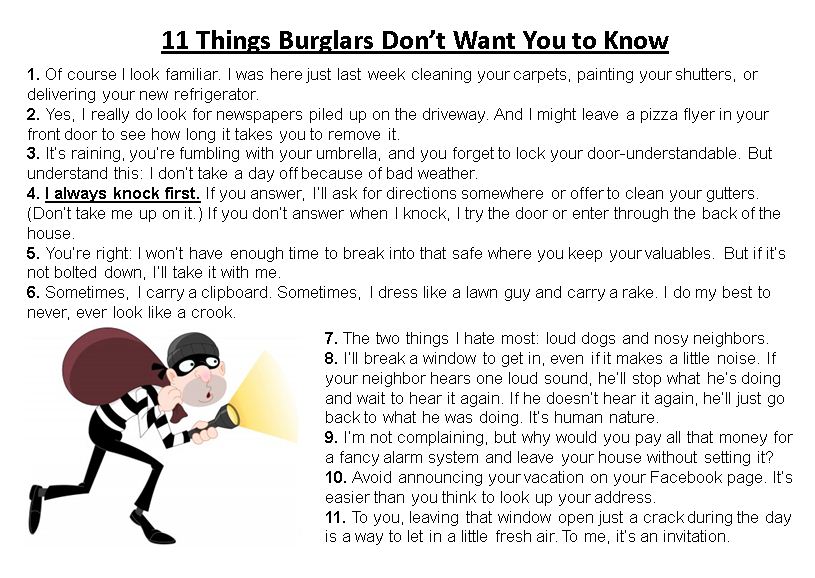 11 Things Burglars Don’t Want You to Know
1. Of course I look familiar. I was here just last week cleaning your carpets, painting your shutters, or
delivering your new refrigerator.
2. Yes, I really do look for newspapers piled up on the driveway. And I might leave a pizza flyer in your
front door to see how long it takes you to remove it.
3. It’s raining, you’re fumbling with your umbrella, and you forget to lock your door-understandable. But
understand this: I don’t take a day off because of bad weather.
4. I always knock first. If you answer, I’ll ask for directions somewhere or offer to clean your gutters.
(Don’t take me up on it.) If you don’t answer when I knock, I try the door or enter through the back of the
house.
5. You’re right: I won’t have enough time to break into that safe where you keep your valuables. But if it’s
not bolted down, I’ll take it with me.
6. Sometimes, I carry a clipboard. Sometimes, I dress like a lawn guy and carry a rake. I do my best to
never, ever look like a crook.
7. The two things I hate most: loud dogs and nosy neighbors.
8. I’ll break a window to get in, even if it makes a little noise. If
your neighbor hears one loud sound, he’ll stop what he’s doing
and wait to hear it again. If he doesn’t hear it again, he’ll just go
back to what he was doing. It’s human nature.
9. I’m not complaining, but why would you pay all that money for
a fancy alarm system and leave your house without setting it?
10. Avoid announcing your vacation on your Facebook page. It’s
easier than you think to look up your address.
11. To you, leaving that window open just a crack during the day
is a way to let in a little fresh air. To me, it’s an invitation.